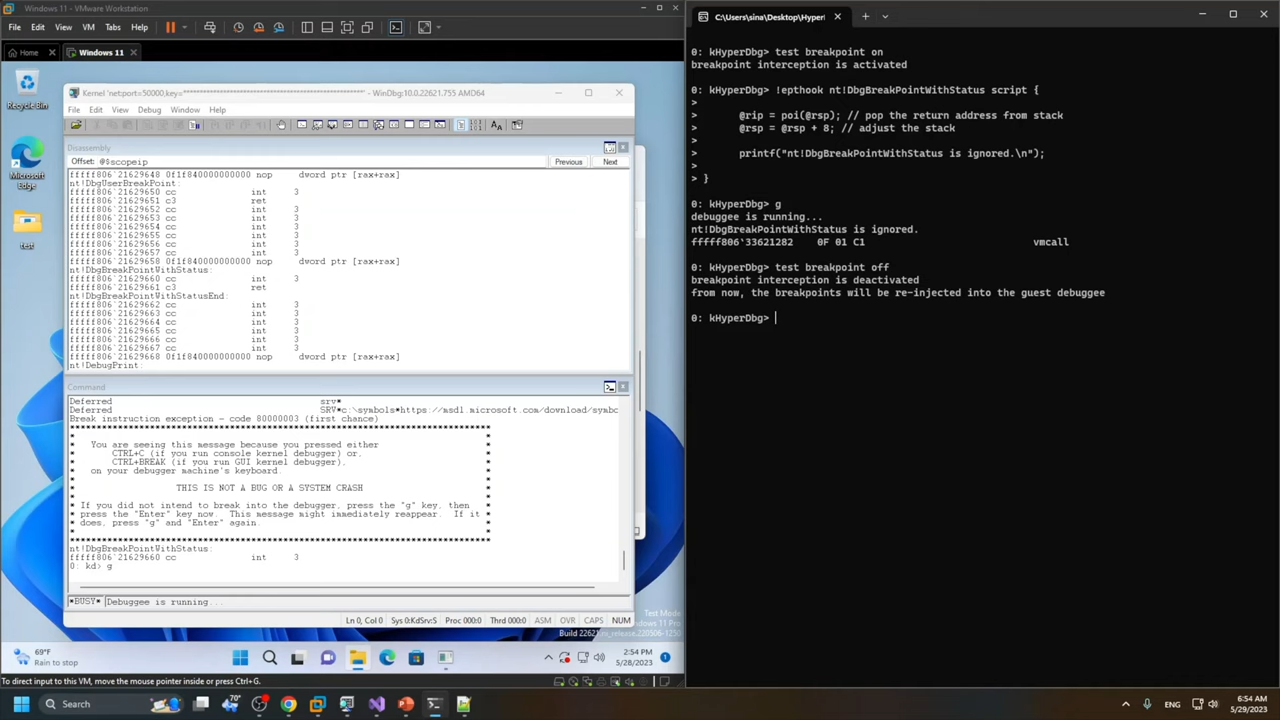 Windows 11 - VMware Workstation
File Edit View VM Tabs Help
Home
Windows 11
Recycle Bin
Microsoft
Edge
test
Kernel 'net:port=50000,key=*****************************************************' - WinDbg:10.0.22621.755 AMD64
File Edit View Debug Window Help
Disassembly
Offset: @$scopeip Previous Next
fffff806`21629648 0f1f840000000000 nop dword ptr [rax+rax]
nt!DbgUserBreakPoint:
fffff806`21629650 cc int 3
fffff806`21629651 c3 ret
fffff806`21629652 cc int 3
fffff806`21629653 cc int 3
fffff806`21629654 cc int 3
fffff806`21629655 cc int 3
fffff806`21629656 cc int 3
fffff806`21629657 cc int 3
fffff806`21629658 0f1f840000000000 nop dword ptr [rax+rax]
nt!DbgBreakPointWithStatus:
fffff806`21629660 cc int 3
fffff806`21629661 c3 ret
nt!DbgBreakPointWithStatusEnd:
fffff806`21629662 cc int 3
fffff806`21629663 cc int 3
fffff806`21629664 cc int 3
fffff806`21629665 cc int 3
fffff806`21629666 cc int 3
fffff806`21629667 cc int 3
fffff806`21629668 0f1f840000000000 nop dword ptr [rax+rax]
nt!DebugPrint:
Command
Deferred srv*
Deferred SRV*c:\symbols*https://msdl.microsoft.com/download/symbo
Break instruction exception - code 80000003 (first chance)
*******************************************************************************
* *
* You are seeing this message because you pressed either *
* CTRL+C (if you run console kernel debugger) or, *
* CTRL+BREAK (if you run GUI kernel debugger), *
* on your debugger machine's keyboard. *
* *
* THIS IS NOT A BUG OR A SYSTEM CRASH *
* *
* If you did not intend to break into the debugger, press the "g" key, then *
* press the "Enter" key now. This message might immediately reappear. If it *
* does, press "g" and "Enter" again. *
* *
*******************************************************************************
nt!DbgBreakPointWithStatus:
fffff806`21629660 cc int 3
0: kd> g
*BUSY* Debuggee is running...
Ln 0, Col 0 Sys 0:KdSrv:S Proc 000:0 Thrd 000:0 ASM OVR CAPS NUM
Test Mode
Windows 11 Pro
69°F
Rain to stop
2:54 PM
5/28/2023
1
To direct input to this VM, move the mouse pointer inside or press Ctrl+G.
C:\Users\sina\Desktop\Hyperl
0: kHyperDbg> test breakpoint on
breakpoint interception is activated
0: kHyperDbg> !epthook nt!DbgBreakPointWithStatus script {
>
> @rip = poi(@rsp); // pop the return address from stack
> @rsp = @rsp + 8; // adjust the stack
>
> printf("nt!DbgBreakPointWithStatus is ignored.\n");
>
> }
0: kHyperDbg> g
debuggee is running...
nt!DbgBreakPointWithStatus is ignored.
fffff806`33621282 0F 01 C1 vmcall
0: kHyperDbg> test breakpoint off
breakpoint interception is deactivated
from now, the breakpoints will be re-injected into the guest debuggee
0: kHyperDbg>
Search
70°
ENG
6:54 AM
5/29/2023